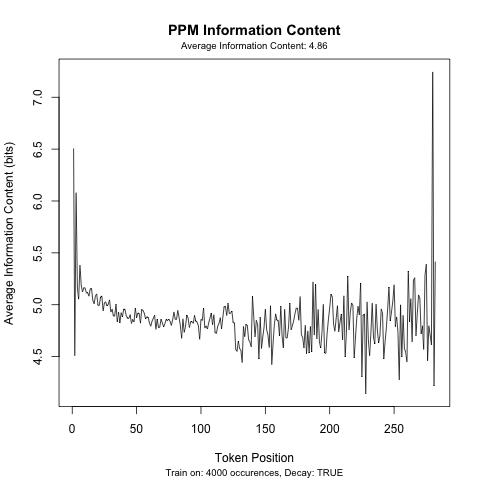 PPM Information Content
Average Information Content: 4.86
Average Information Content (bits)
7.0
6.5
6.0
5.5
5.0
4.5
0 50 100 150 200 250
Token Position
Train on: 4000 occurences, Decay: TRUE